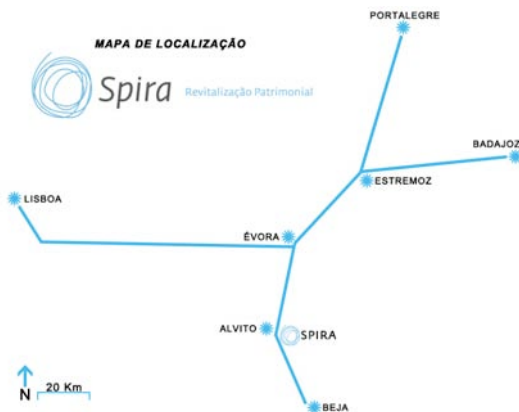 PORTALEGRE
MAPA DE LOCALIZAÇÃO
Spira Revitalização Patrimonial
BADAJOZ
ESTREMOZ
LISBOA
ÉVORA
ALVITO SPIRA
20 Km
N
BEJA